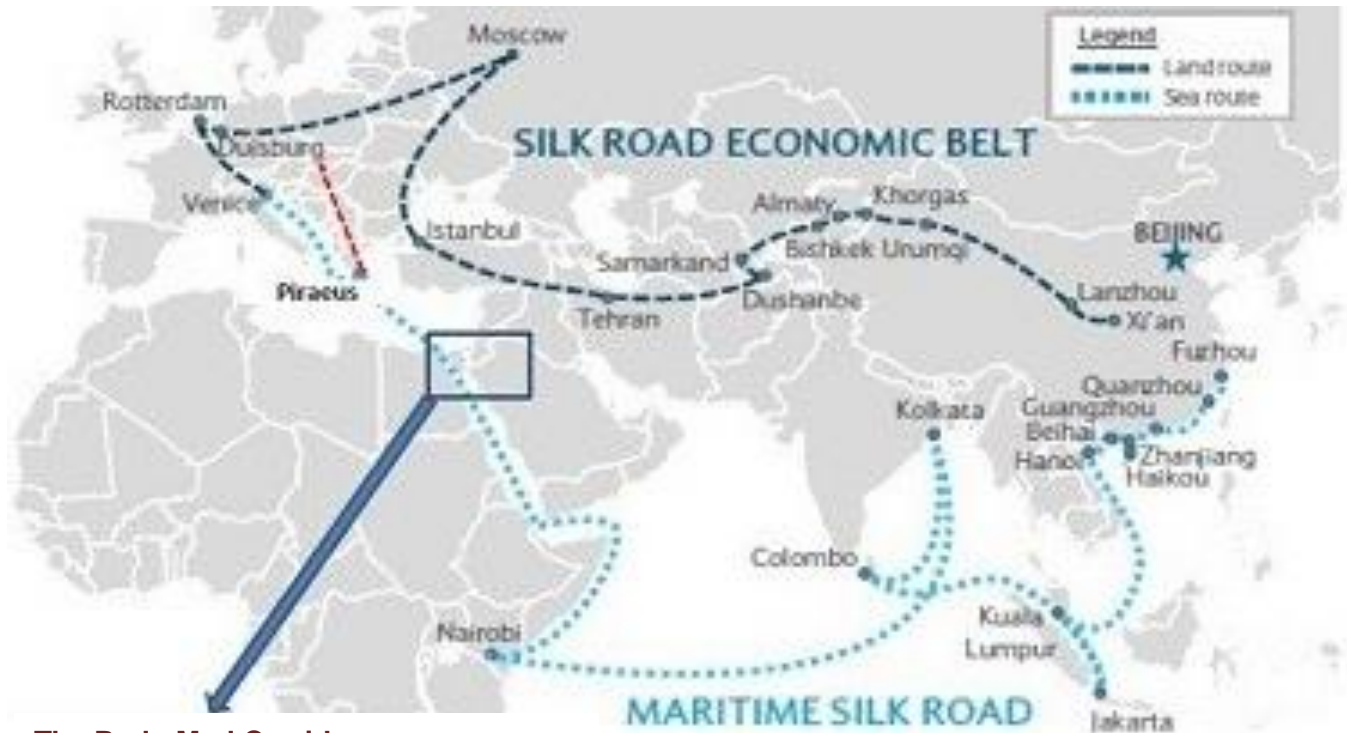 Moscow
Legend
Land route
Sea route
Rotterdam
Duisburg
SILK ROAD ECONOMIC BELT
Venice
Almaty
Khorgas
Istanbul
BEIJING
Samarkand
Bishkek Urumqi
Piraeus
Tehran
Dushanbe
Lanzhou
Xi'an
Fuzhou
Quanzhou
Kolkata
Guangzhou
Beihai
Hanoi
Zhanjiang
Haikou
Colombo
Nairobi
Kuala
Lumpur
MARITIME SILK ROAD
Jakarta